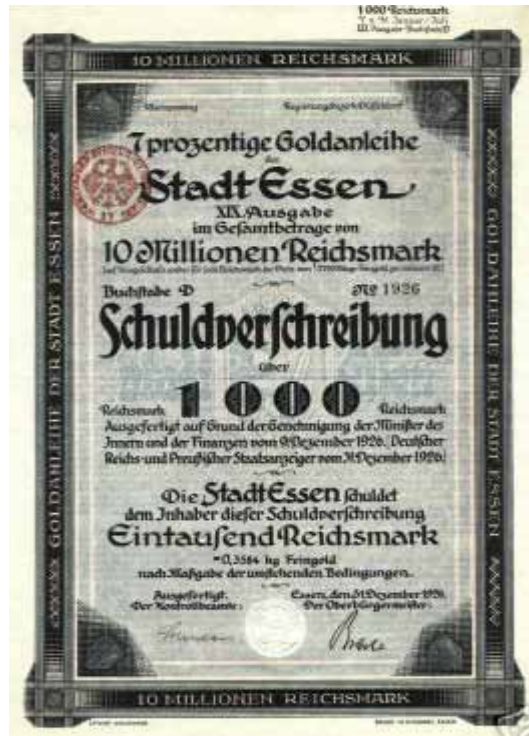 1 000 Reichsmark
10 MILLIONEN REICHSMARK
Regierungsbezirk Düsseldorf
7 prozentige Goldanleihe
der
Stadt Essen
XIX. Ausgabe
im Gesamtbetrage von
10 Millionen Reichsmark
Buchstabe D № 1926
Schuldverschreibung
über
Reichsmark 1000 Reichsmark
Ausgefertigt auf Grund der Genehmigung der Minister des
Innern und der Finanzen vom 9. Dezember 1926. Deutscher
Reichs- und Preußischer Staatsanzeiger vom 31. Dezember 1926.
Die Stadt Essen schuldet
dem Inhaber dieser Schuldverschreibung
Eintausend Reichsmark
= 0,3584 kg Feingold
nach Maßgabe der umstehenden Bedingungen.
Ausgefertigt. Essen, den 31. Dezember 1926.
Der Kontrollbeamte: Der Oberbürgermeister:
10 MILLIONEN REICHSMARK
GOLDANLEIHE DER STADT ESSEN
GOLDANLEIHE DER STADT ESSEN